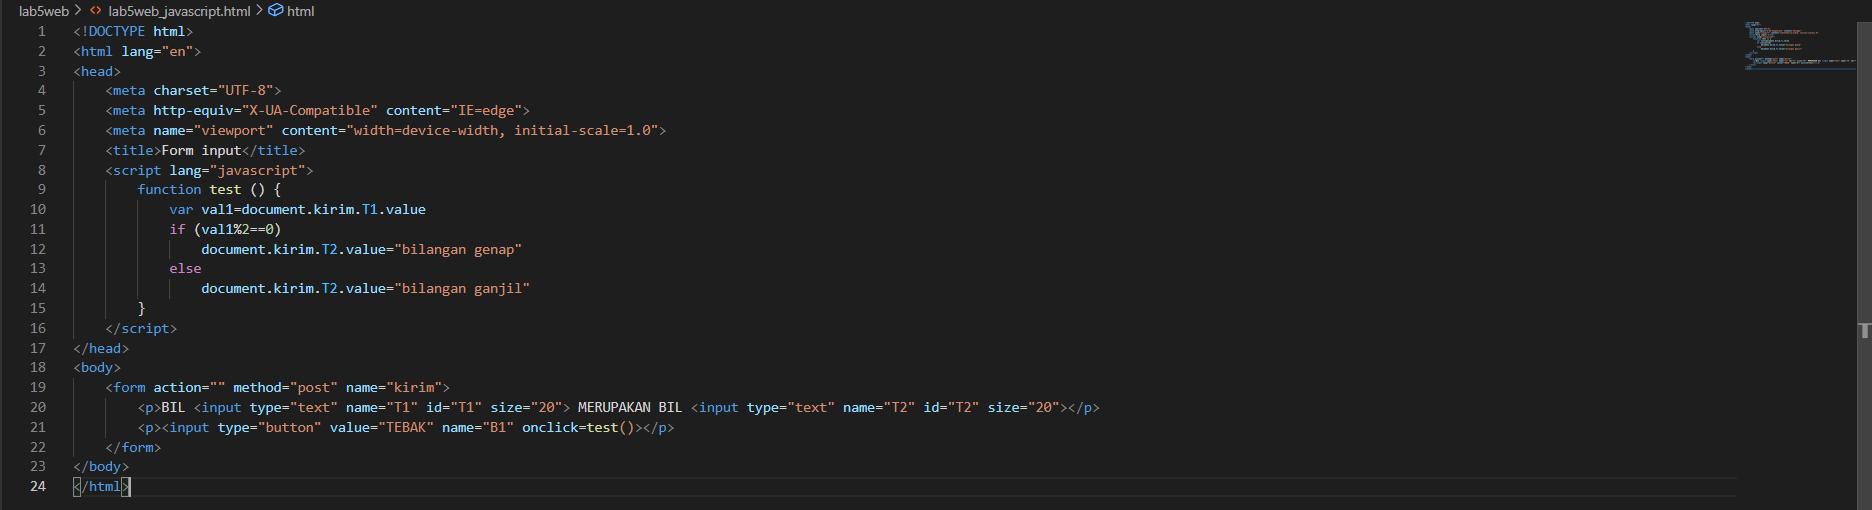 lab5web > <> lab5web_javascript.html > html
1 <!DOCTYPE html>
2 <html lang="en">
3 <head>
4     <meta charset="UTF-8">
5     <meta http-equiv="X-UA-Compatible" content="IE=edge">
6     <meta name="viewport" content="width=device-width, initial-scale=1.0">
7     <title>Form input</title>
8     <script lang="javascript">
9         function test () {
10             var val1=document.kirim.T1.value
11             if (val1%2==0)
12                 document.kirim.T2.value="bilangan genap"
13             else
14                 document.kirim.T2.value="bilangan ganjil"
15         }
16     </script>
17 </head>
18 <body>
19     <form action="" method="post" name="kirim">
20         <p>BIL <input type="text" name="T1" id="T1" size="20"> MERUPAKAN BIL <input type="text" name="T2" id="T2" size="20"></p>
21         <p><input type="button" value="TEBAK" name="B1" onclick=test()></p>
22     </form>
23 </body>
24 </html>